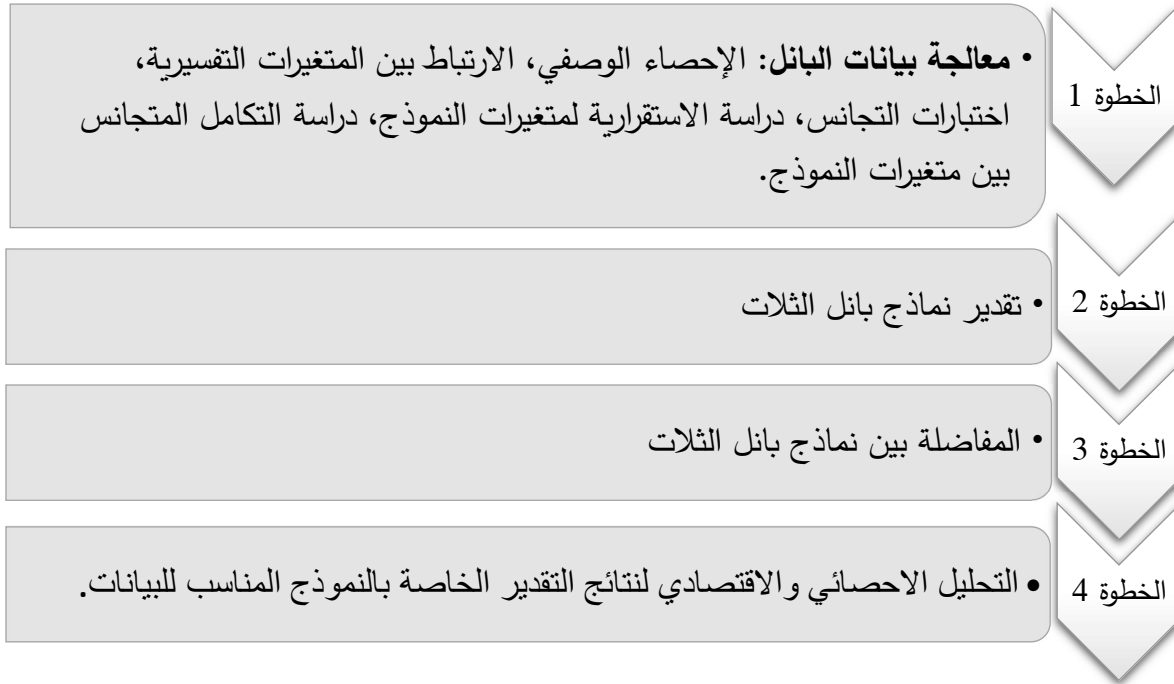 الخطوة 1
• معالجة بيانات البانل: الإحصاء الوصفي، الارتباط بين المتغيرات التفسيرية،
اختبارات التجانس، دراسة الاستقرارية لمتغيرات النموذج، دراسة التكامل المتجانس
بين متغيرات النموذج.
الخطوة 2
• تقدير نماذج بانل الثلات
الخطوة 3
• المفاضلة بين نماذج بانل الثلات
الخطوة 4
• التحليل الاحصائي والاقتصادي لنتائج التقدير الخاصة بالنموذج المناسب للبيانات.